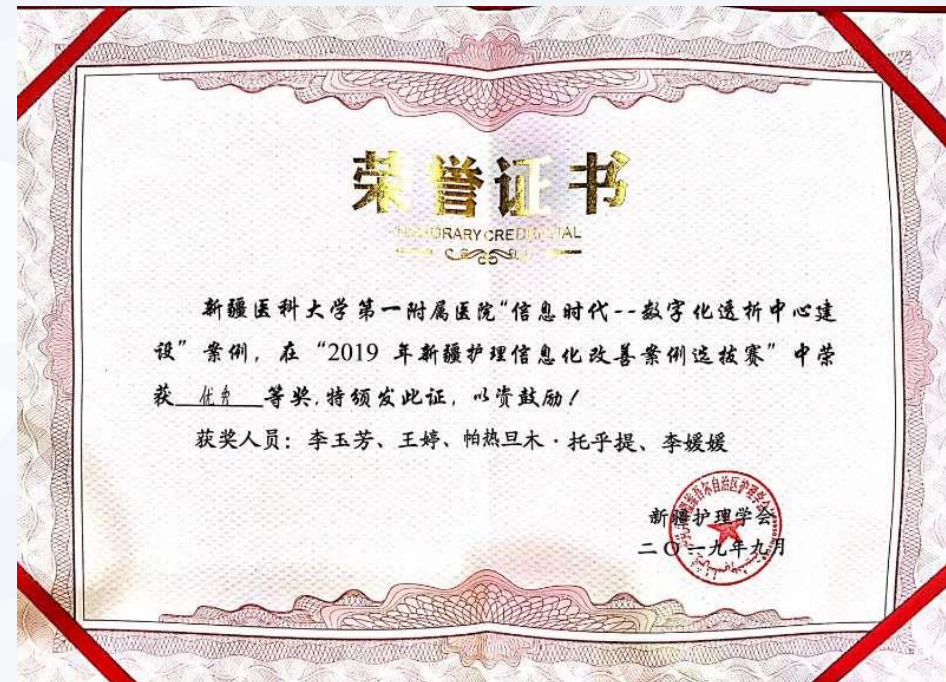 荣誉证书
HONORARY CREDENTIAL
新疆医科大学第一附属医院“信息时代--数字化透析中心建
设”案例，在“2019 年新疆护理信息化改善案例选拔赛”中荣
获 优秀 等奖.特颁发此证，以资鼓励！
获奖人员：李玉芳、王婷、帕热旦木·托乎提、李媛媛
新疆护理学会
二〇一九年九月